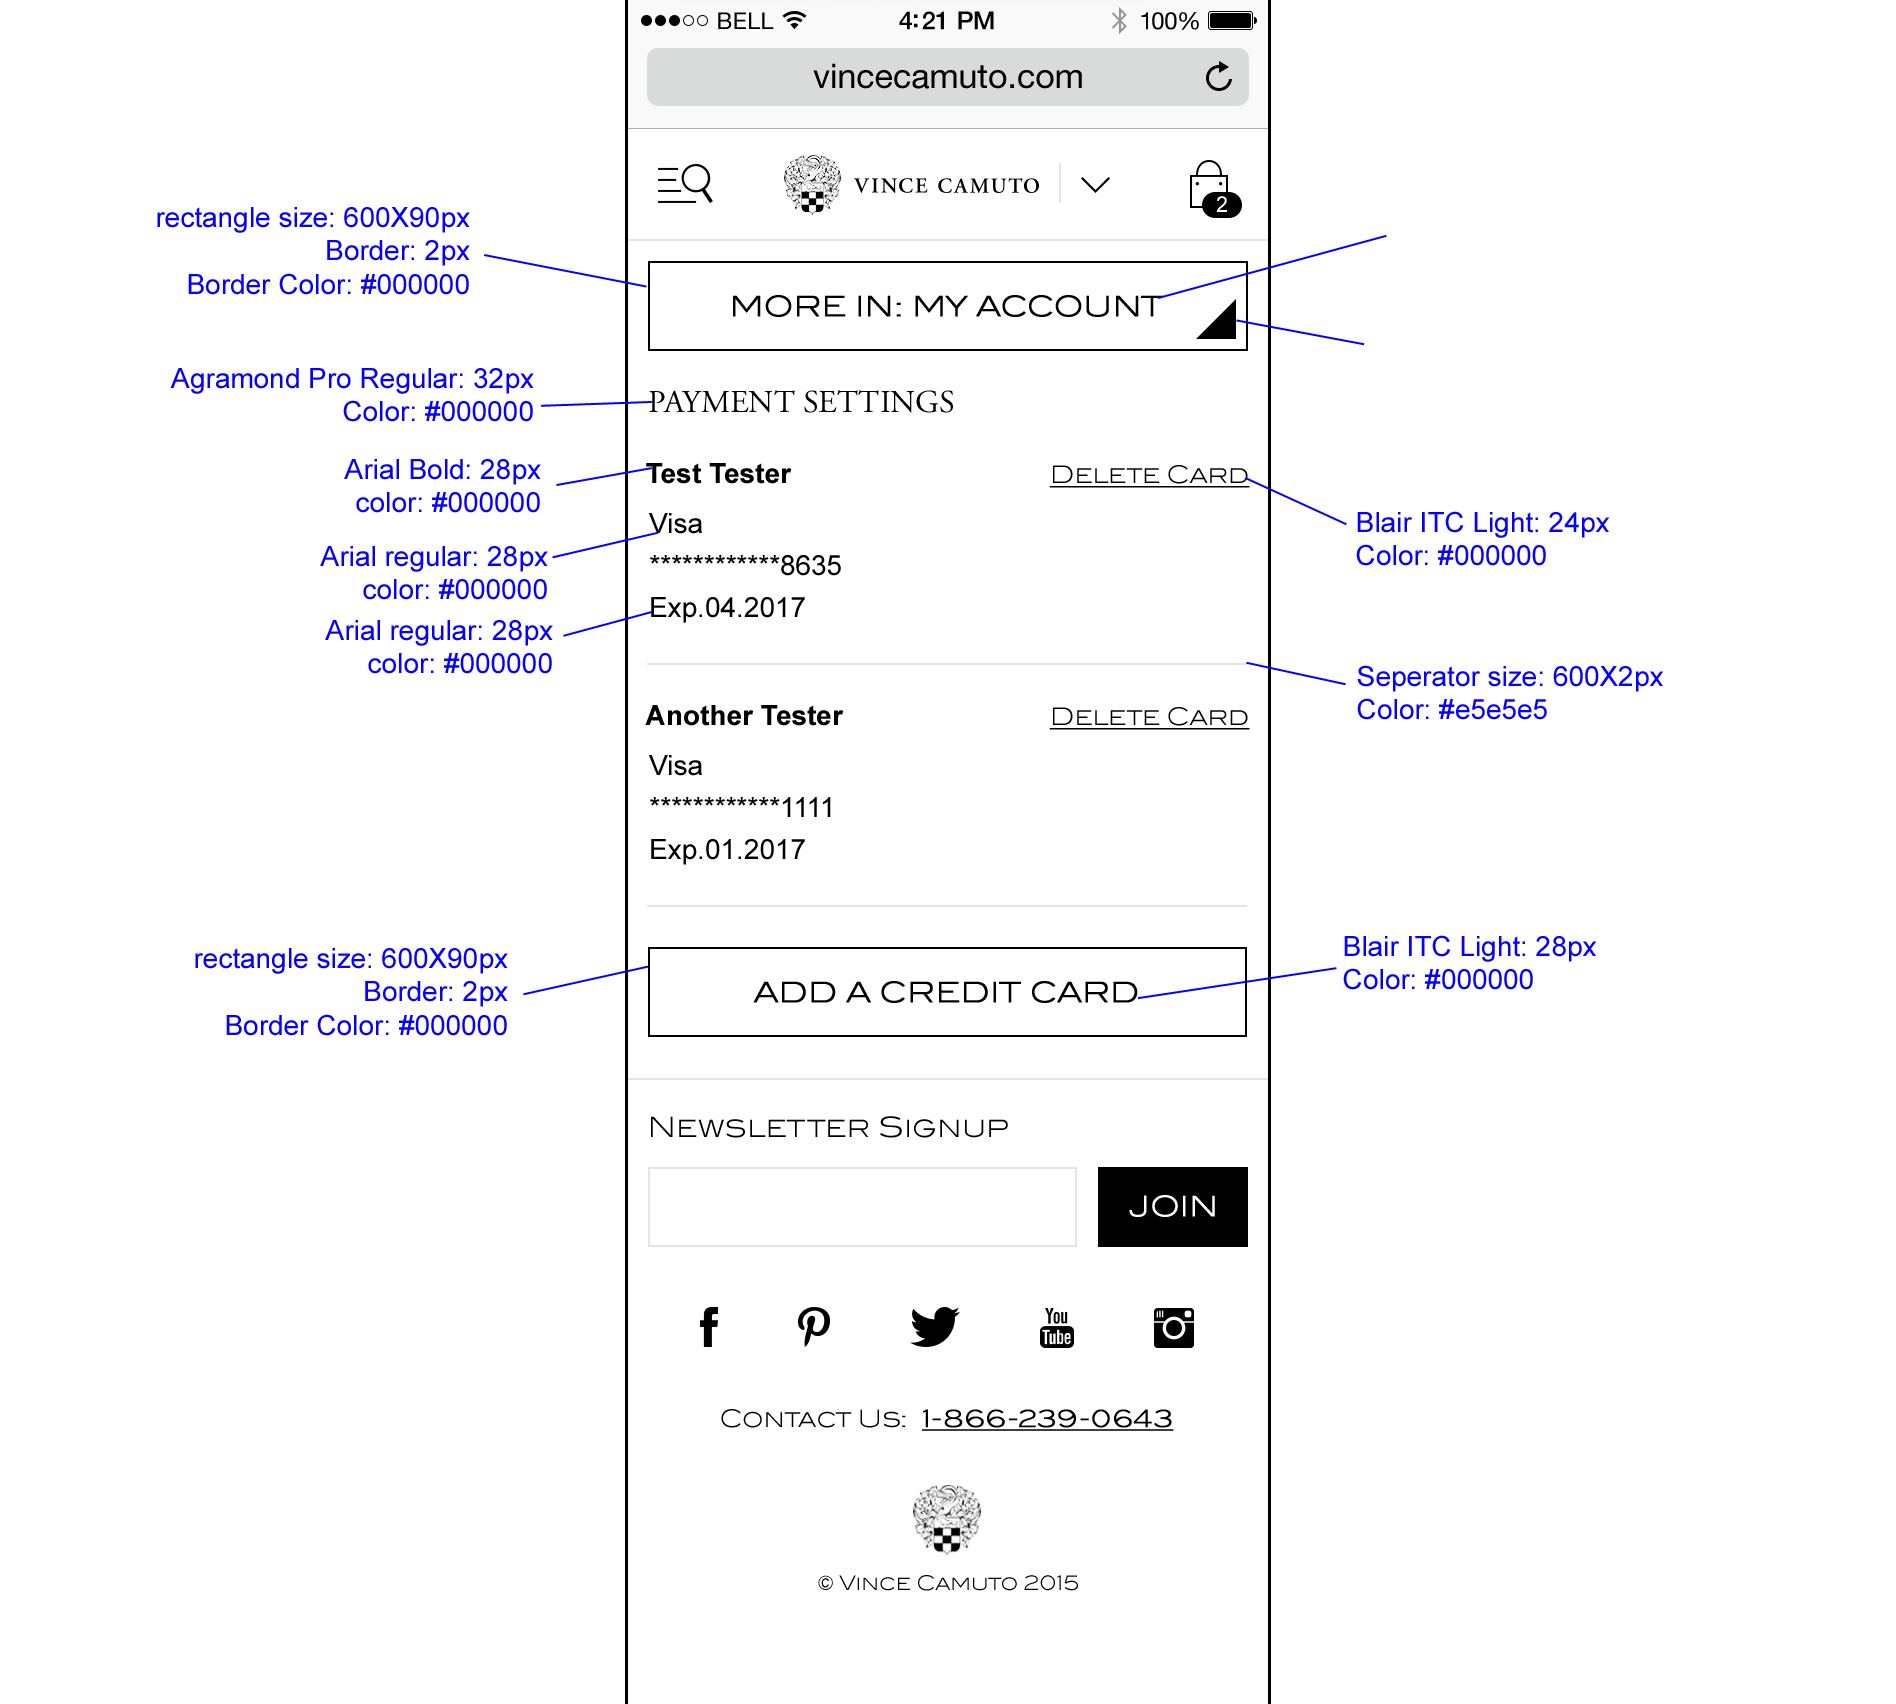 BELL 4:21 PM 100%
vincecamuto.com
VINCE CAMUTO
2
rectangle size: 600X90px
Border: 2px
Border Color: #000000
MORE IN: MY ACCOUNT
Agramond Pro Regular: 32px
Color: #000000
PAYMENT SETTINGS
Arial Bold: 28px
color: #000000
Test Tester
DELETE CARD
Blair ITC Light: 24px
Color: #000000
Visa
Arial regular: 28px
color: #000000
************8635
Exp.04.2017
Arial regular: 28px
color: #000000
Seperator size: 600X2px
Color: #e5e5e5
Another Tester
DELETE CARD
Visa
************1111
Exp.01.2017
rectangle size: 600X90px
Border: 2px
Border Color: #000000
ADD A CREDIT CARD
Blair ITC Light: 28px
Color: #000000
NEWSLETTER SIGNUP
JOIN
You
Tube
CONTACT US: 1-866-239-0643
© VINCE CAMUTO 2015